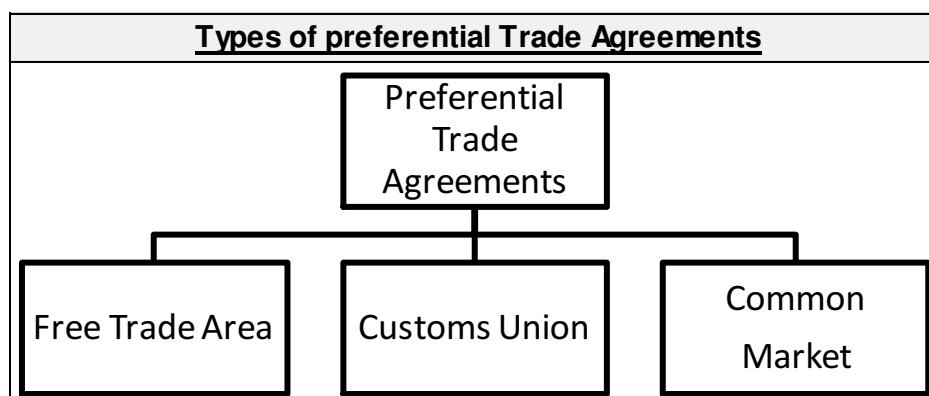 Types of preferential Trade Agreements
Preferential
Trade
Agreements
Free Trade Area
Customs Union
Common
Market